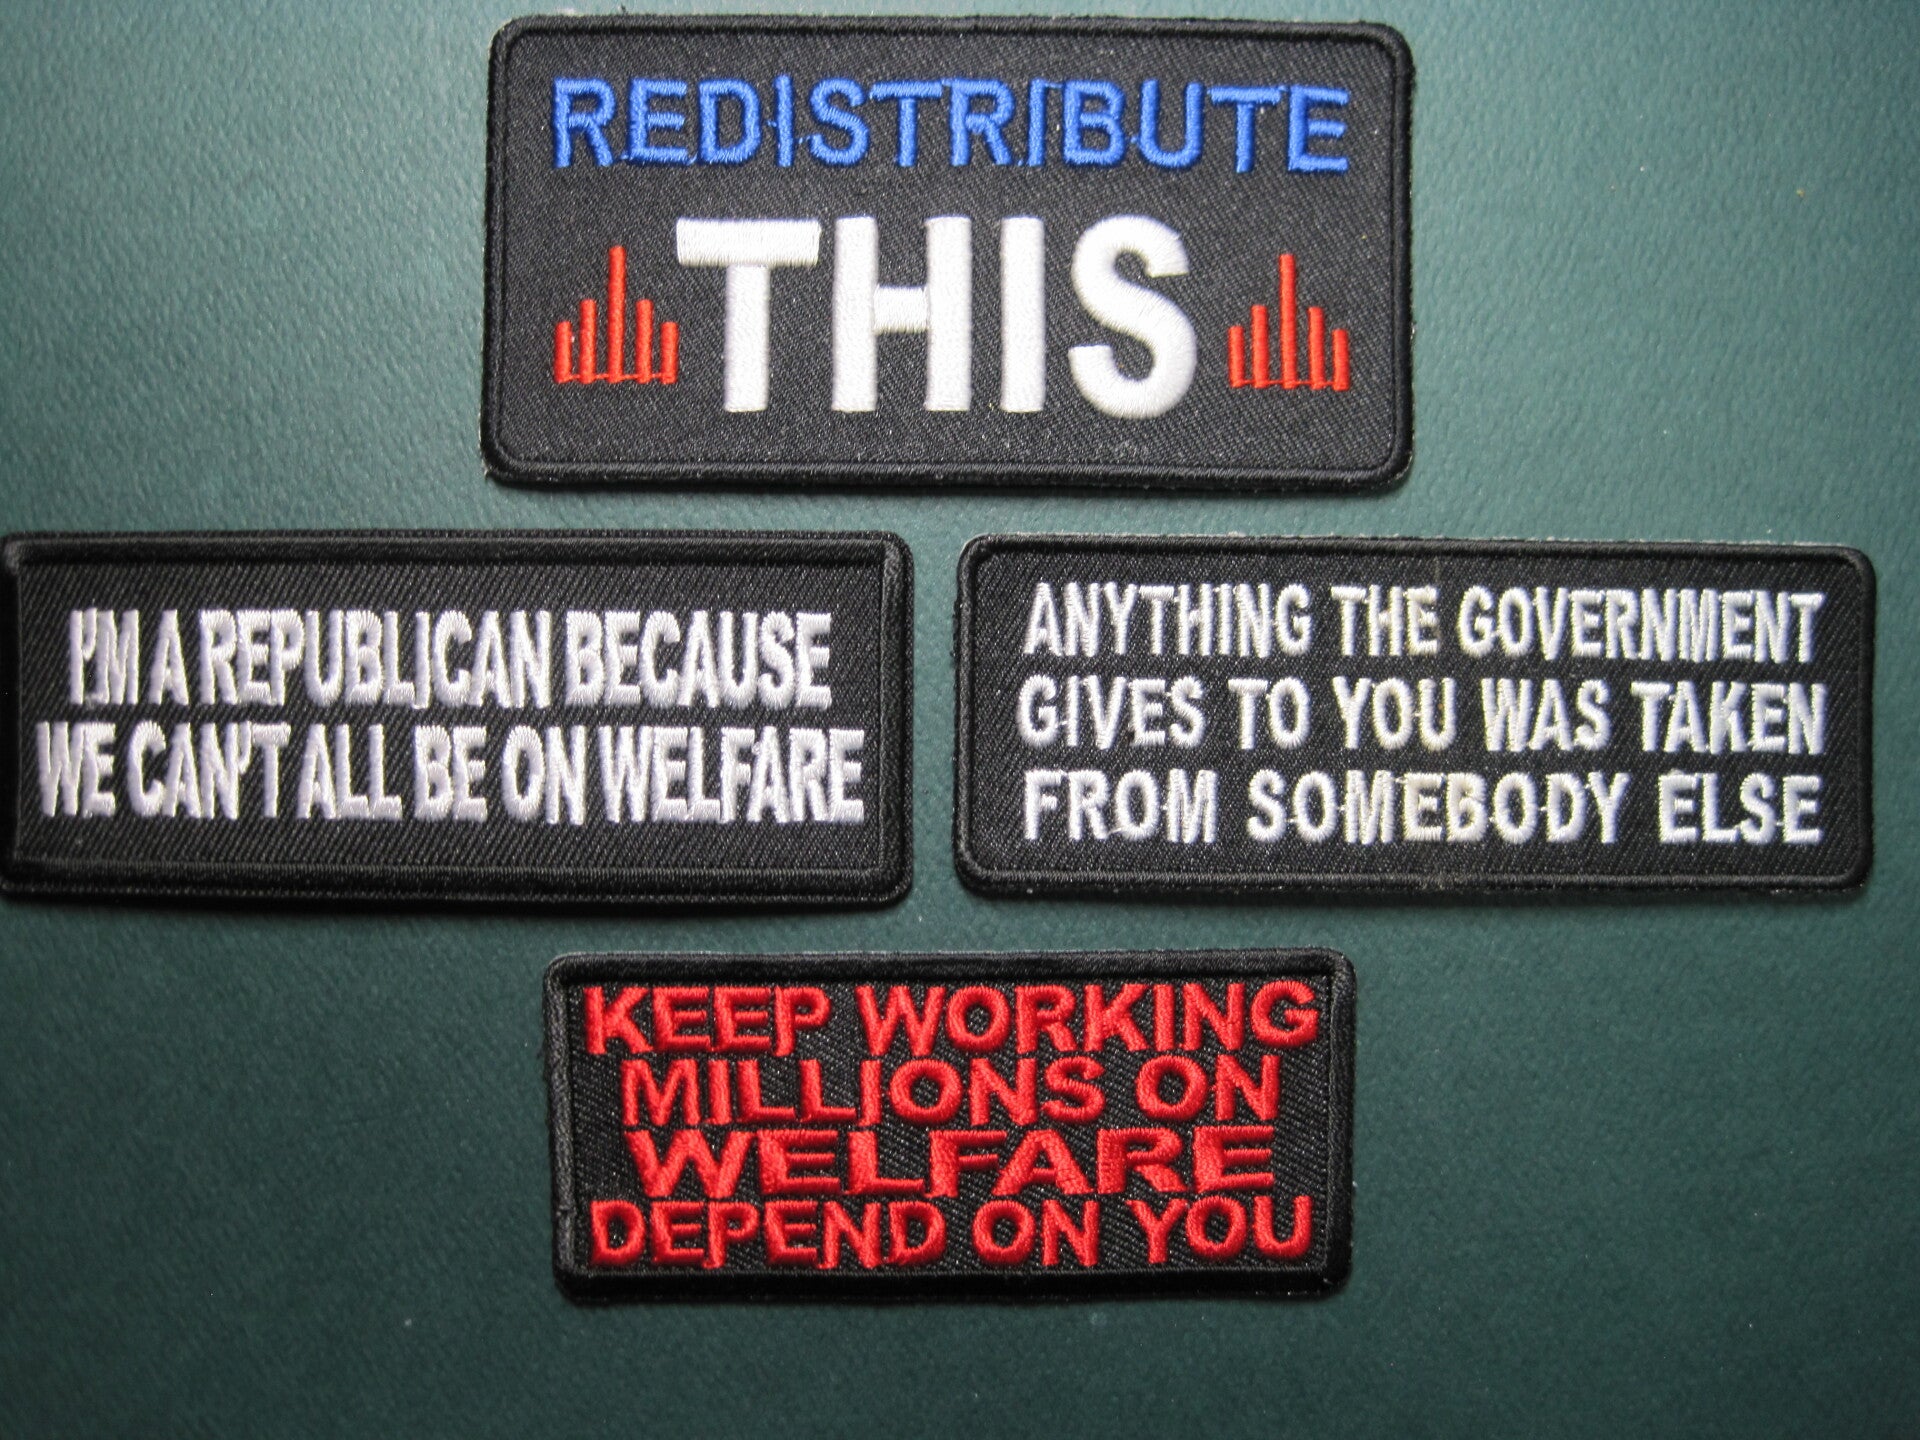 REDISTRIBUTE
THIS
I'M A REPUBLICAN BECAUSE
WE CAN'T ALL BE ON WELFARE
ANYTHING THE GOVERNMENT
GIVES TO YOU WAS TAKEN
FROM SOMEBODY ELSE
KEEP WORKING
MILLIONS ON
WELFARE
DEPEND ON YOU